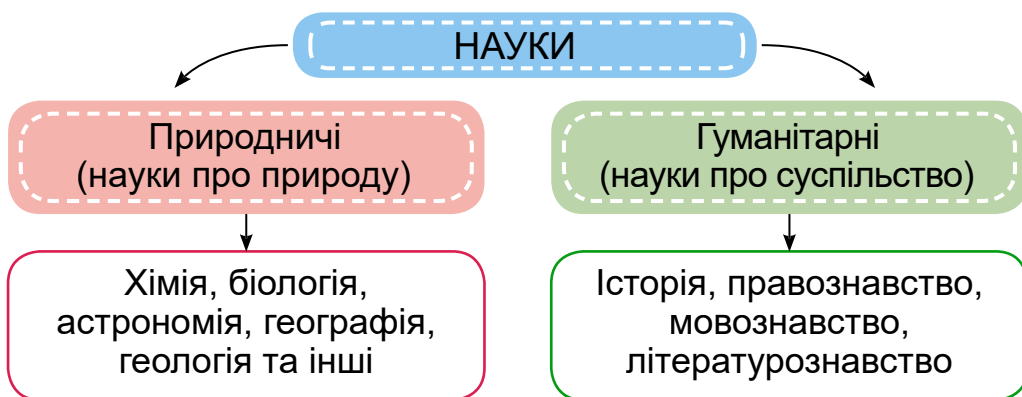 НАУКИ
Природничі
(науки про природу)
Гуманітарні
(науки про суспільство)
Хімія, біологія,
астрономія, географія,
геологія та інші
Історія, правознавство,
мовознавство,
літературознавство